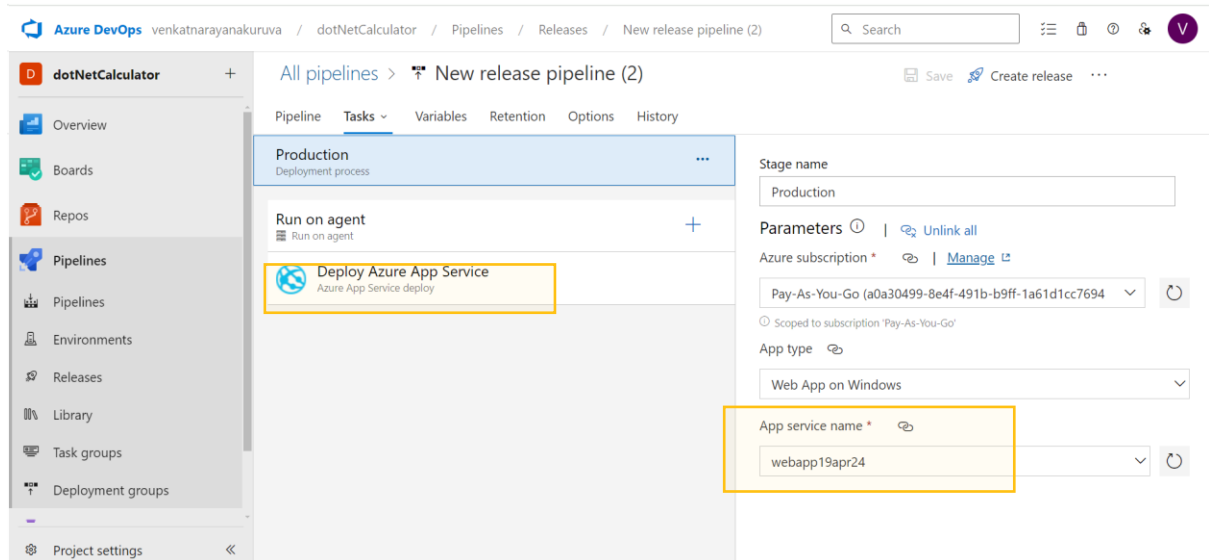 Azure DevOps venkatnarayanakuruva / dotNetCalculator / Pipelines / Releases / New release pipeline (2)
Search
V
D dotNetCalculator +
Overview
Boards
Repos
Pipelines
Pipelines
Environments
Releases
Library
Task groups
Deployment groups
Project settings
All pipelines > New release pipeline (2)
Save Create release ...
Pipeline Tasks Variables Retention Options History
Production
Deployment process
Run on agent
Run on agent
Deploy Azure App Service
Azure App Service deploy
Stage name
Production
Parameters | Unlink all
Azure subscription * | Manage
Pay-As-You-Go (a0a30499-8e4f-491b-b9ff-1a61d1cc7694
Scoped to subscription 'Pay-As-You-Go'
App type
Web App on Windows
App service name *
webapp19apr24